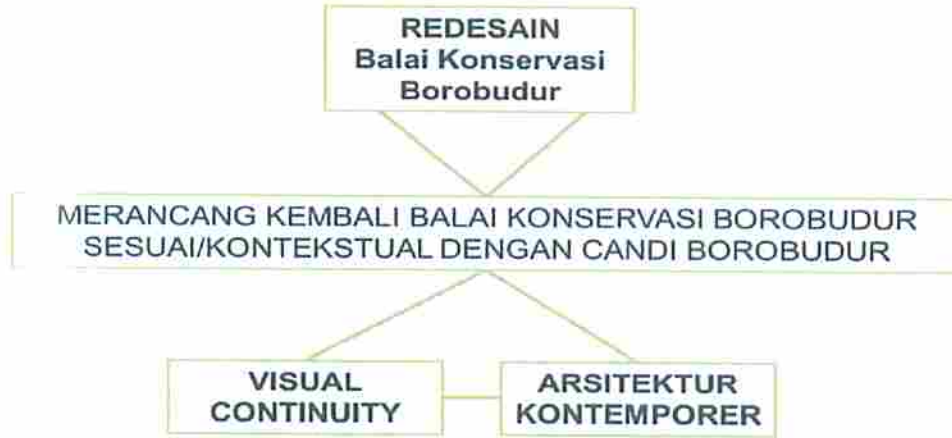 REDESAIN
Balai Konservasi
Borobudur
MERANCANG KEMBALI BALAI KONSERVASI BOROBUDUR
SESUAI/KONTEKSTUAL DENGAN CANDI BOROBUDUR
VISUAL
CONTINUITY
ARSITEKTUR
KONTEMPORER